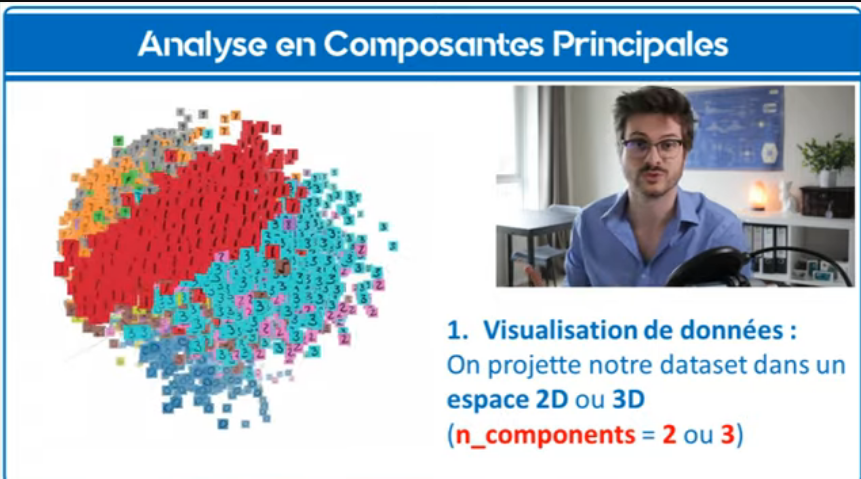 Analyse en Composantes Principales
1. Visualisation de données :
On projette notre dataset dans un
espace 2D ou 3D
(n_components = 2 ou 3)